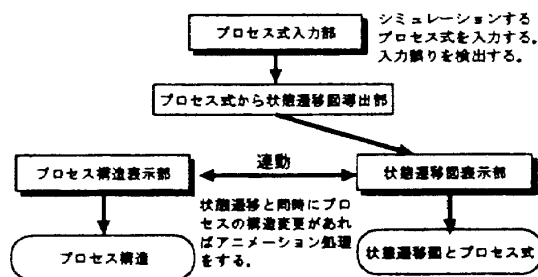 プロセス式入力部
シミュレーションする
プロセス式を入力する。
入力誤りを検出する。
プロセス式から状態遷移図導出部
連動
プロセス構造表示部
状態遷移図表示部
状態遷移と同時にプロ
セスの構造変更があれ
ばアニメーション処理
をする。
プロセス構造
状態遷移図とプロセス式